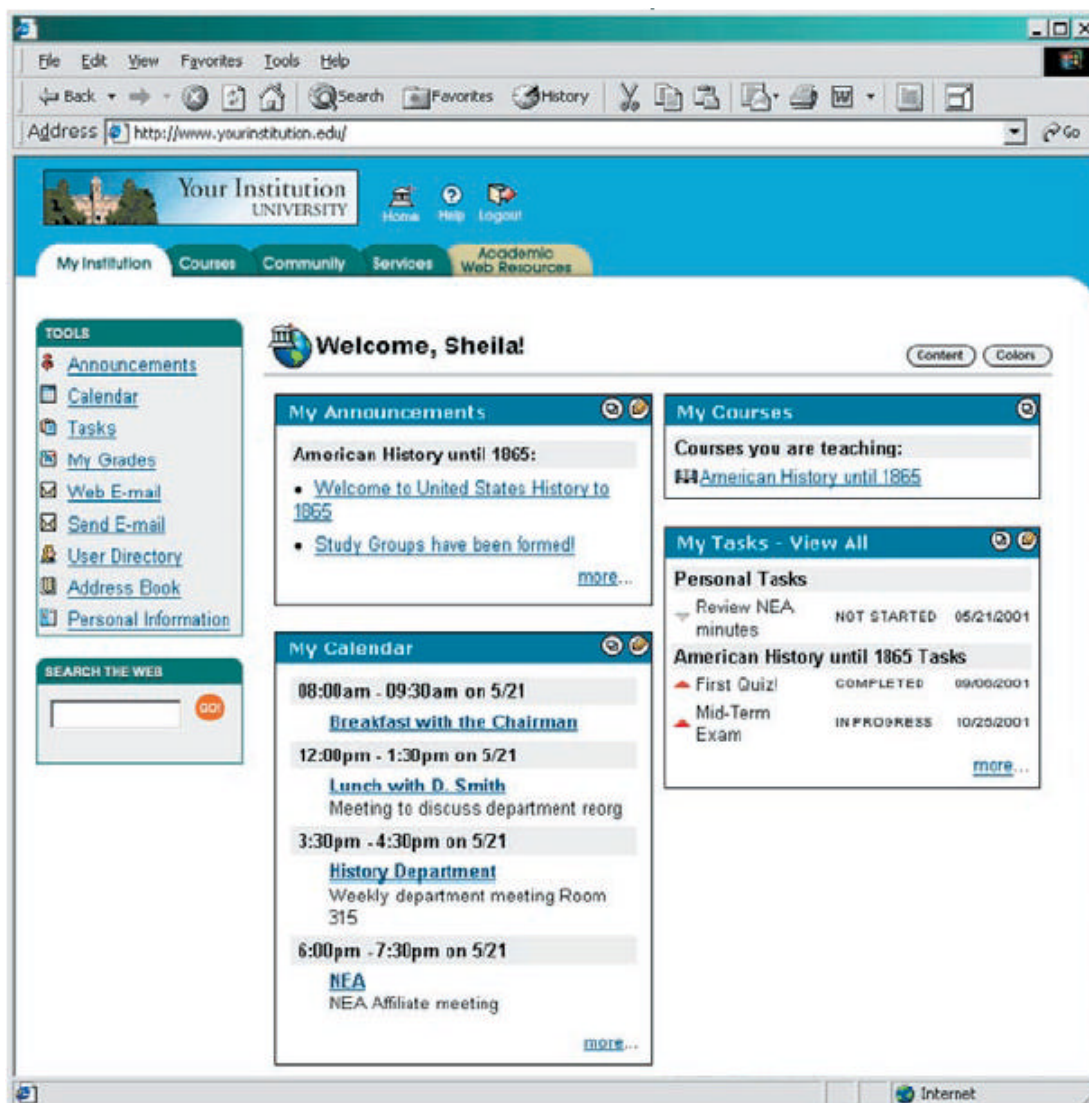 File Edit View Favorites Tools Help
Back Search Favorites History
Address http://www.yourinstitution.edu/ Go
Your Institution
UNIVERSITY
Home Help Logout
My Institution Courses Community Services Academic
Web Resources
TOOLS
Announcements
Calendar
Tasks
My Grades
Web E-mail
Send E-mail
User Directory
Address Book
Personal Information
SEARCH THE WEB
GO!
Welcome, Sheila!
Content Colors
My Announcements
American History until 1865:
• Welcome to United States History to
1865
• Study Groups have been formed!
more...
My Calendar
08:00am - 09:30am on 5/21
Breakfast with the Chairman
12:00pm - 1:30pm on 5/21
Lunch with D. Smith
Meeting to discuss department reorg
3:30pm - 4:30pm on 5/21
History Department
Weekly department meeting Room
315
6:00pm - 7:30pm on 5/21
NEA
NEA Affiliate meeting
more...
My Courses
Courses you are teaching:
American History until 1865
My Tasks - View All
Personal Tasks
Review NEA
minutes NOT STARTED 05/21/2001
American History until 1865 Tasks
First Quiz! COMPLETED 09/06/2001
Mid-Term
Exam IN PROGRESS 10/25/2001
more...
Internet